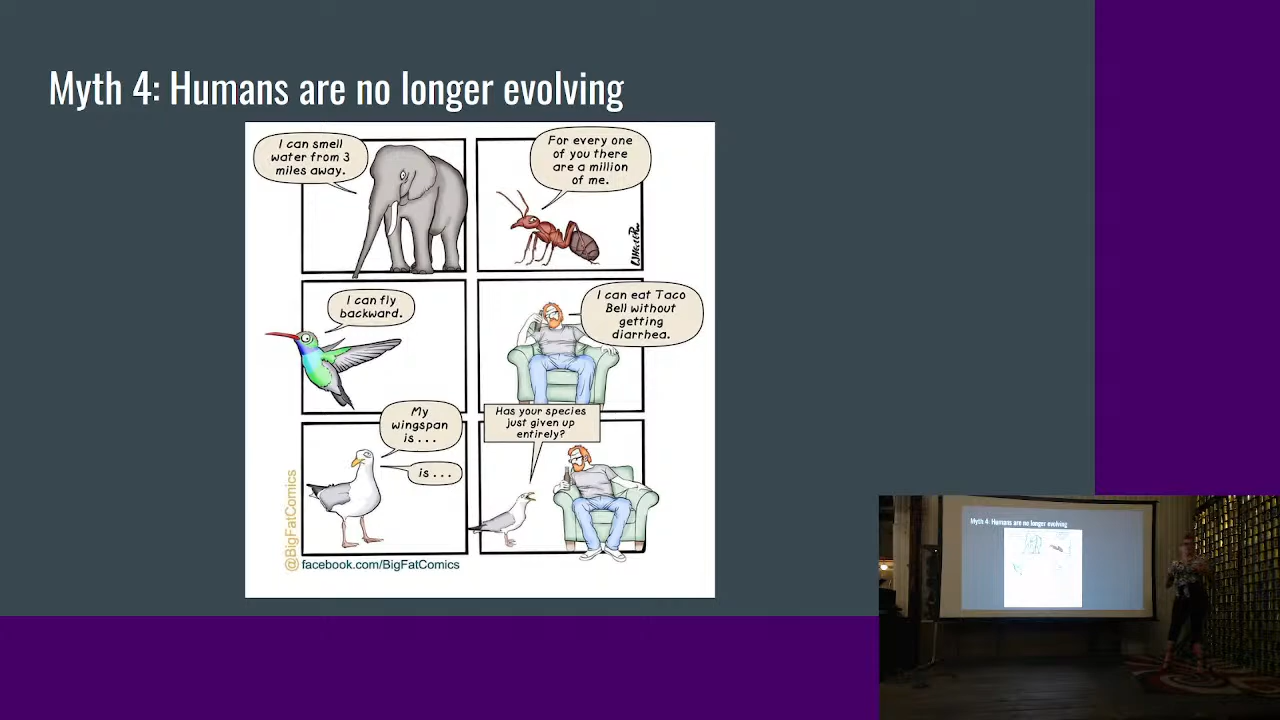 Myth 4: Humans are no longer evolving
I can smell
water from 3
miles away.
For every one
of you there
are a million
of me.
I can fly
backward.
I can eat Taco
Bell without
getting
diarrhea.
My
wingspan
is . . .
is . . .
Has your species
just given up
entirely?
@BigFatComics
facebook.com/BigFatComics
Myth 4: Humans are no longer evolving